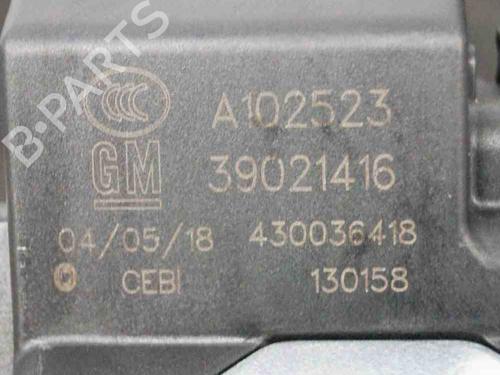 B-PARTS
CCC A102523
GM 39021416
04/05/18 430036418
CEBI 130158